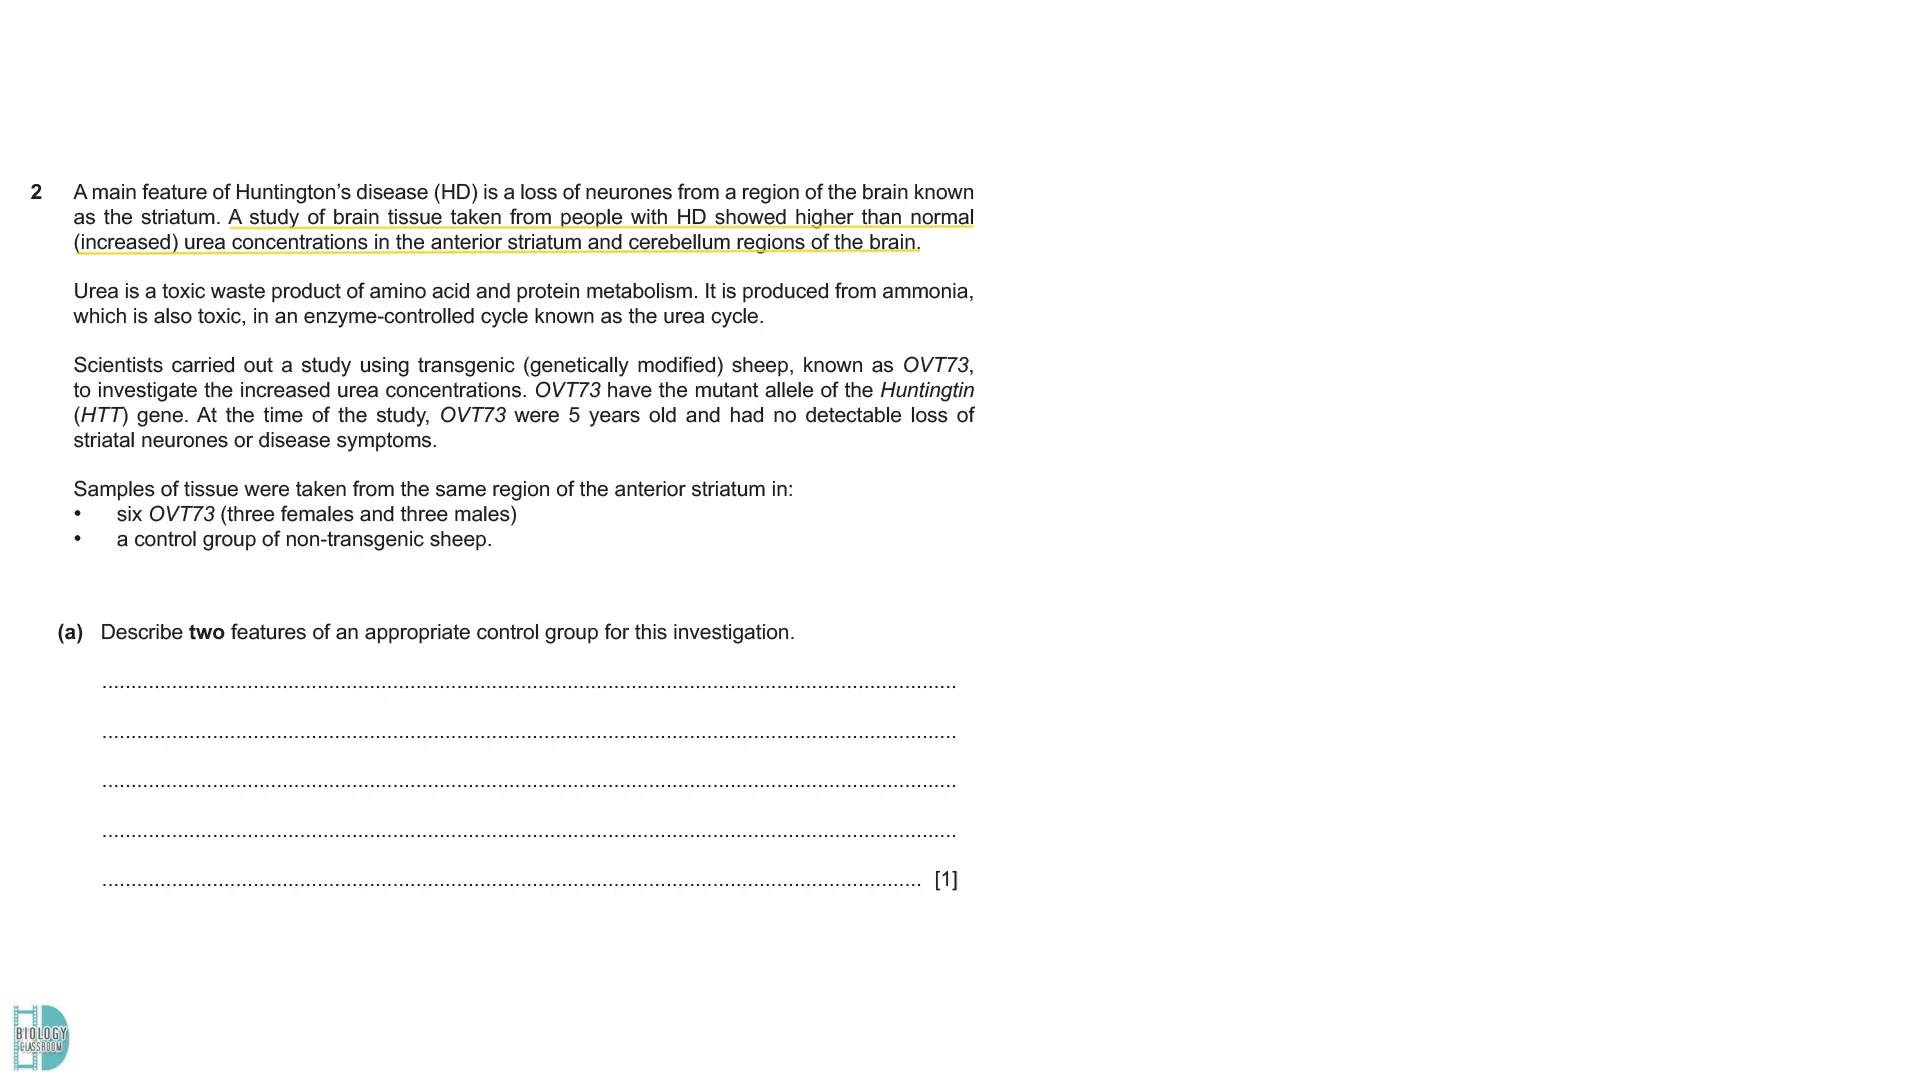 2 A main feature of Huntington's disease (HD) is a loss of neurones from a region of the brain known
as the striatum. A study of brain tissue taken from people with HD showed higher than normal
(increased) urea concentrations in the anterior striatum and cerebellum regions of the brain.
Urea is a toxic waste product of amino acid and protein metabolism. It is produced from ammonia,
which is also toxic, in an enzyme-controlled cycle known as the urea cycle.
Scientists carried out a study using transgenic (genetically modified) sheep, known as OVT73,
to investigate the increased urea concentrations. OVT73 have the mutant allele of the Huntingtin
(HTT) gene. At the time of the study, OVT73 were 5 years old and had no detectable loss of
striatal neurones or disease symptoms.
Samples of tissue were taken from the same region of the anterior striatum in:
• six OVT73 (three females and three males)
• a control group of non-transgenic sheep.
(a) Describe two features of an appropriate control group for this investigation.
[1]
BIOLOGY
CLASSROOM